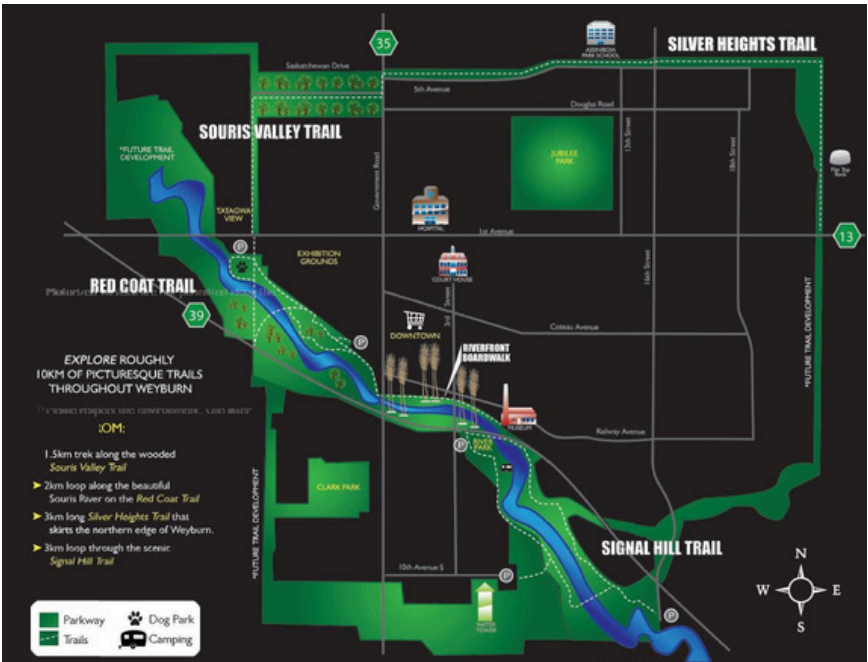 35
ASSINIBOIA
PARK SCHOOL
SILVER HEIGHTS TRAIL
Saskatchewan Drive
5th Avenue
Douglas Road
SOURIS VALLEY TRAIL
*FUTURE TRAIL
DEVELOPMENT
Government Road
JUBILEE
PARK
13th Street
18th Street
Flat Top
Rock
TATAGWA
VIEW
HOSPITAL
1st Avenue
13
P
EXHIBITION
GROUNDS
COURT HOUSE
16th Street
RED COAT TRAIL
39
3rd Street
Coteau Avenue
*FUTURE TRAIL DEVELOPMENT
DOWNTOWN
P
RIVERFRONT
BOARDWALK
EXPLORE ROUGHLY
10KM OF PICTURESQUE TRAILS
THROUGHOUT WEYBURN
OM:
MUSEUM
Railway Avenue
P
RIVER
PARK
1.5km trek along the wooded
Souris Valley Trail
2km loop along the beautiful
Souris River on the Red Coat Trail
3km long Silver Heights Trail that
skirts the northern edge of Weyburn.
3km loop through the scenic
Signal Hill Trail
*FUTURE TRAIL DEVELOPMENT
CLARK PARK
SIGNAL HILL TRAIL
10th Avenue S
P
WATER
TOWER
P
N
W E
S
Parkway Dog Park
Trails Camping